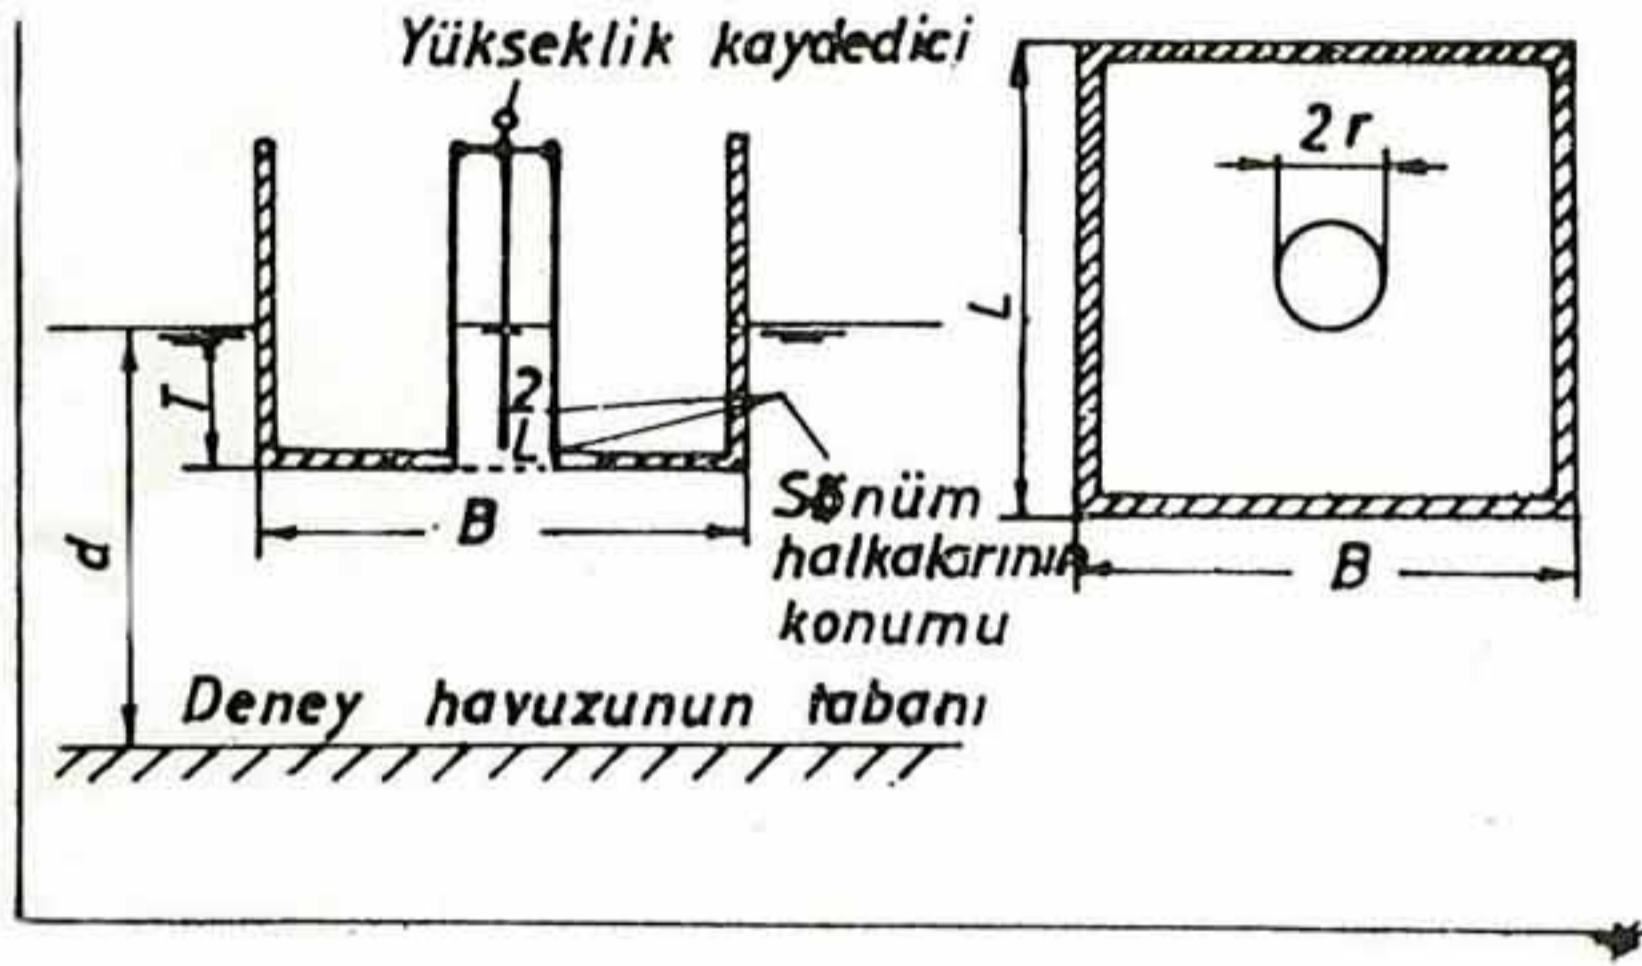 Yükseklik kaydedici
2r
L
T
2
L
B
d
Sönüm
halkalarının
konumu
B
Deney havuzunun tabanı